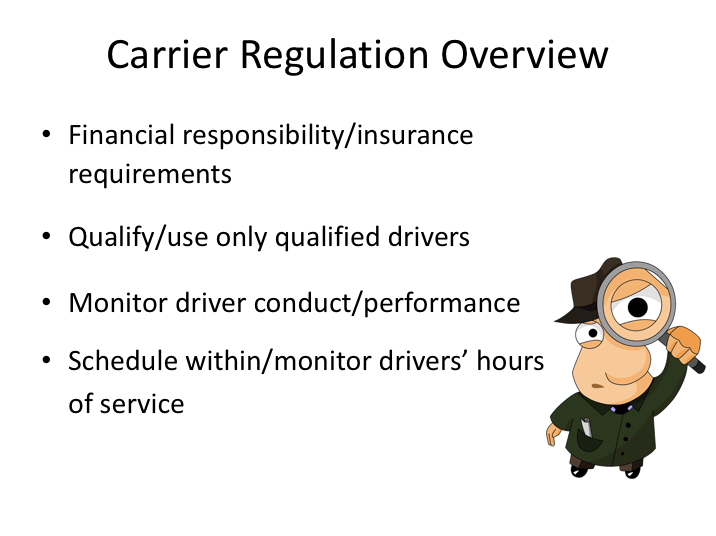 Carrier Regulation Overview
• Financial responsibility/insurance
requirements
• Qualify/use only qualified drivers
• Monitor driver conduct/performance
• Schedule within/monitor drivers’ hours
of service